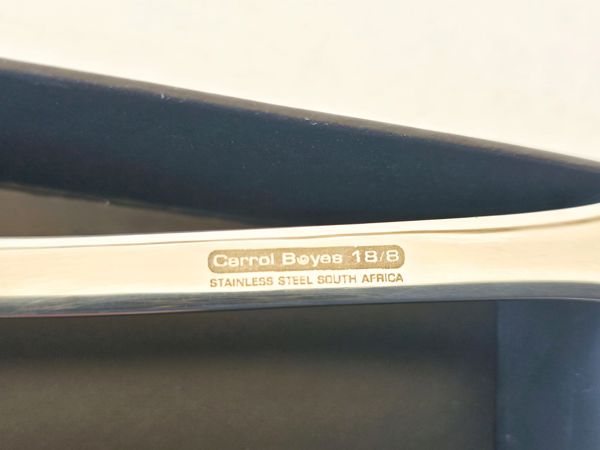 Carrol Boyes 18/8
STAINLESS STEEL SOUTH AFRICA